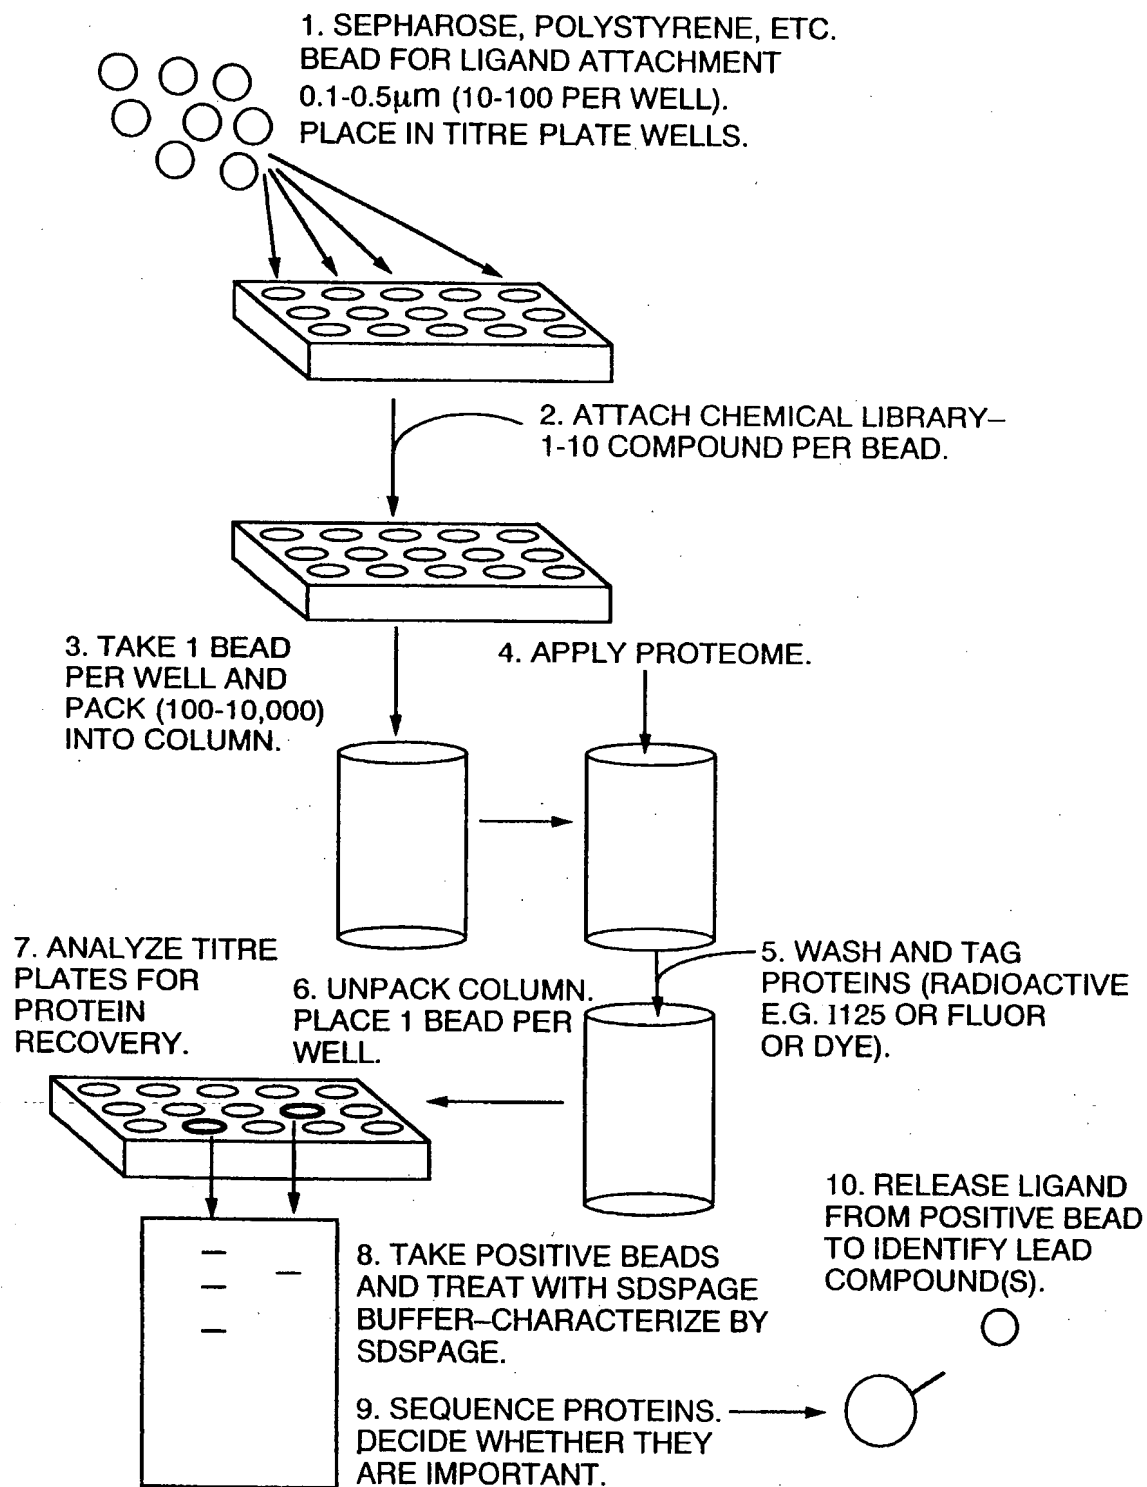 1. SEPHAROSE, POLYSTYRENE, ETC.
BEAD FOR LIGAND ATTACHMENT
0.1-0.5µm (10-100 PER WELL).
PLACE IN TITRE PLATE WELLS.
2. ATTACH CHEMICAL LIBRARY–
1-10 COMPOUND PER BEAD.
3. TAKE 1 BEAD
PER WELL AND
PACK (100-10,000)
INTO COLUMN.
4. APPLY PROTEOME.
5. WASH AND TAG
PROTEINS (RADIOACTIVE
E.G. I125 OR FLUOR
OR DYE).
6. UNPACK COLUMN.
PLACE 1 BEAD PER
WELL.
7. ANALYZE TITRE
PLATES FOR
PROTEIN
RECOVERY.
8. TAKE POSITIVE BEADS
AND TREAT WITH SDSPAGE
BUFFER–CHARACTERIZE BY
SDSPAGE.
9. SEQUENCE PROTEINS.
DECIDE WHETHER THEY
ARE IMPORTANT.
10. RELEASE LIGAND
FROM POSITIVE BEAD
TO IDENTIFY LEAD
COMPOUND(S).